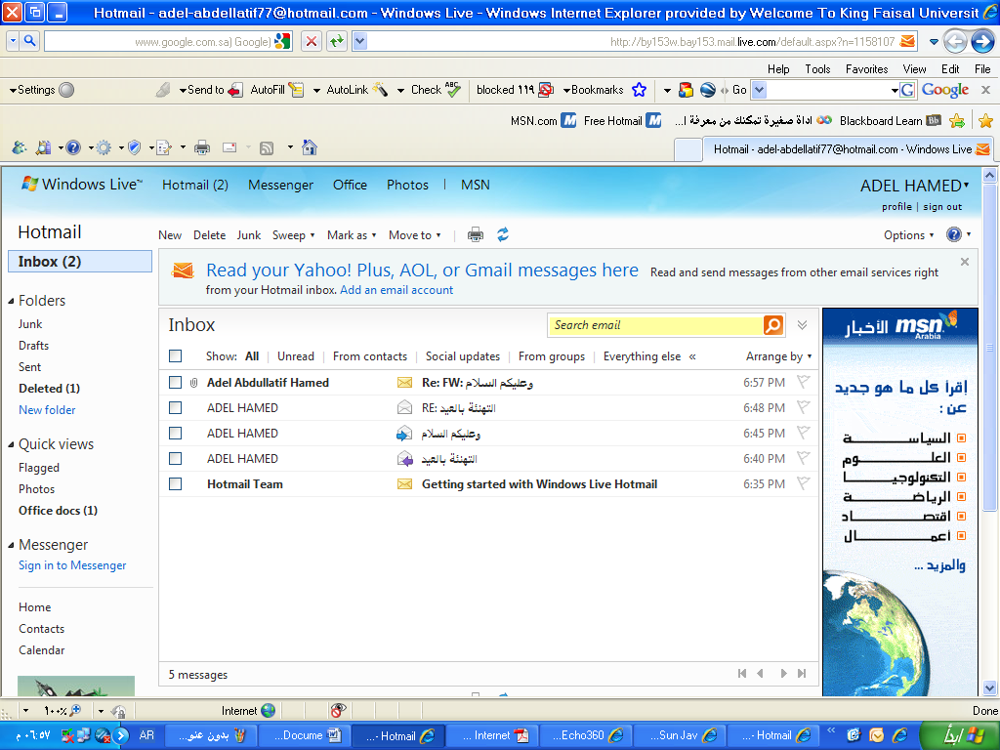 Hotmail - adel-abdellatif77@hotmail.com - Windows Live - Windows Internet Explorer provided by Welcome To King Faisal Universit
www.google.com.sa) Google)
http://by153w.bay153.mail.live.com/default.aspx?n=1158107
Help Tools Favorites View Edit File
Settings Send to AutoFill AutoLink Check ١١٩ blocked Bookmarks Go Google
MSN.com Free Hotmail اداة صغيرة تمكنك من معرفة ا... Blackboard Learn
Hotmail - adel-abdellatif77@hotmail.com - Windows Live
Windows Live™ Hotmail (2) Messenger Office Photos | MSN
ADEL HAMED
profile | sign out
Hotmail
New Delete Junk Sweep Mark as Move to
Options
Inbox (2)
Read your Yahoo! Plus, AOL, or Gmail messages here Read and send messages from other email services right
from your Hotmail inbox. Add an email account
Folders
Junk
Drafts
Sent
Deleted (1)
New folder
Quick views
Flagged
Photos
Office docs (1)
Messenger
Sign in to Messenger
Home
Contacts
Calendar
Inbox
Search email
Show: All | Unread | From contacts | Social updates | From groups | Everything else «
Arrange by
Adel Abdullatif Hamed Re: FW: وعليكم السلام 6:57 PM
ADEL HAMED RE: التهنئة بالعيد 6:48 PM
ADEL HAMED وعليكم السلام 6:45 PM
ADEL HAMED التهنئة بالعيد 6:40 PM
Hotmail Team Getting started with Windows Live Hotmail 6:35 PM
5 messages
msn الأخبار
Arabia
إقرأ كل ما هو جديد
عن :
السياسة
العلوم
التكنولوجيا
الرياضة
اقتصاد
أعمال
والمزيد ...
١٠٠% Internet Done
٠٦:٥٧ م AR بدون عنو... Docume... Hotmail -... Internet ... Echo360... Sun Jav... Hotmail -... ابدأ